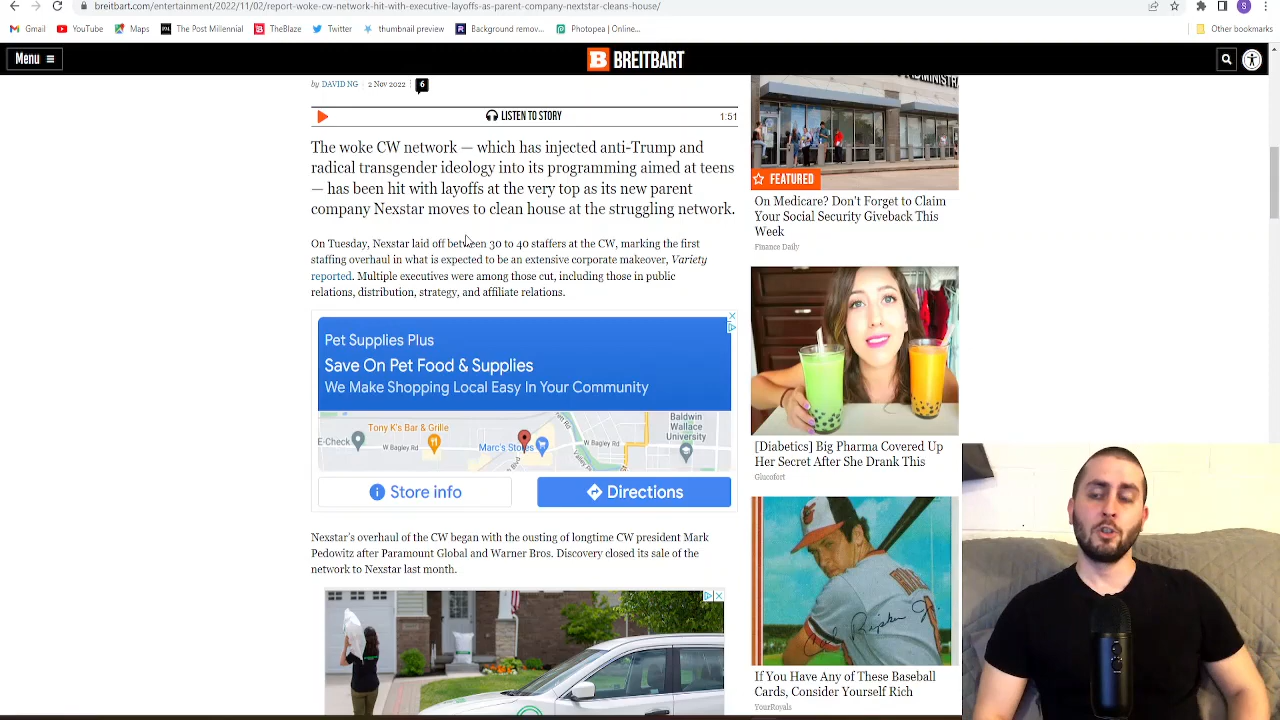 breitbart.com/entertainment/2022/11/02/report-woke-cw-network-hit-with-executive-layoffs-as-parent-company-nextstar-cleans-house/
S
Gmail YouTube Maps The Post Millennial TheBlaze Twitter thumbnail preview Background remov... Photopea | Online... Other bookmarks
Menu
B BREITBART
by DAVID NG 2 Nov 2022 6
LISTEN TO STORY 1:51
The woke CW network — which has injected anti-Trump and
radical transgender ideology into its programming aimed at teens
— has been hit with layoffs at the very top as its new parent
company Nexstar moves to clean house at the struggling network.
On Tuesday, Nexstar laid off between 30 to 40 staffers at the CW, marking the first
staffing overhaul in what is expected to be an extensive corporate makeover, Variety
reported. Multiple executives were among those cut, including those in public
relations, distribution, strategy, and affiliate relations.
Pet Supplies Plus
Save On Pet Food & Supplies
We Make Shopping Local Easy In Your Community
Tony K's Bar & Grille
E-Check
W Bagley Rd
Marc's Stores
W Bagley Rd
Baldwin
Wallace
University
Store info
Directions
Nexstar's overhaul of the CW began with the ousting of longtime CW president Mark
Pedowitz after Paramount Global and Warner Bros. Discovery closed its sale of the
network to Nexstar last month.
FEATURED
On Medicare? Don't Forget to Claim
Your Social Security Giveback This
Week
Finance Daily
[Diabetics] Big Pharma Covered Up
Her Secret After She Drank This
Glucofort
If You Have Any of These Baseball
Cards, Consider Yourself Rich
YourRoyals